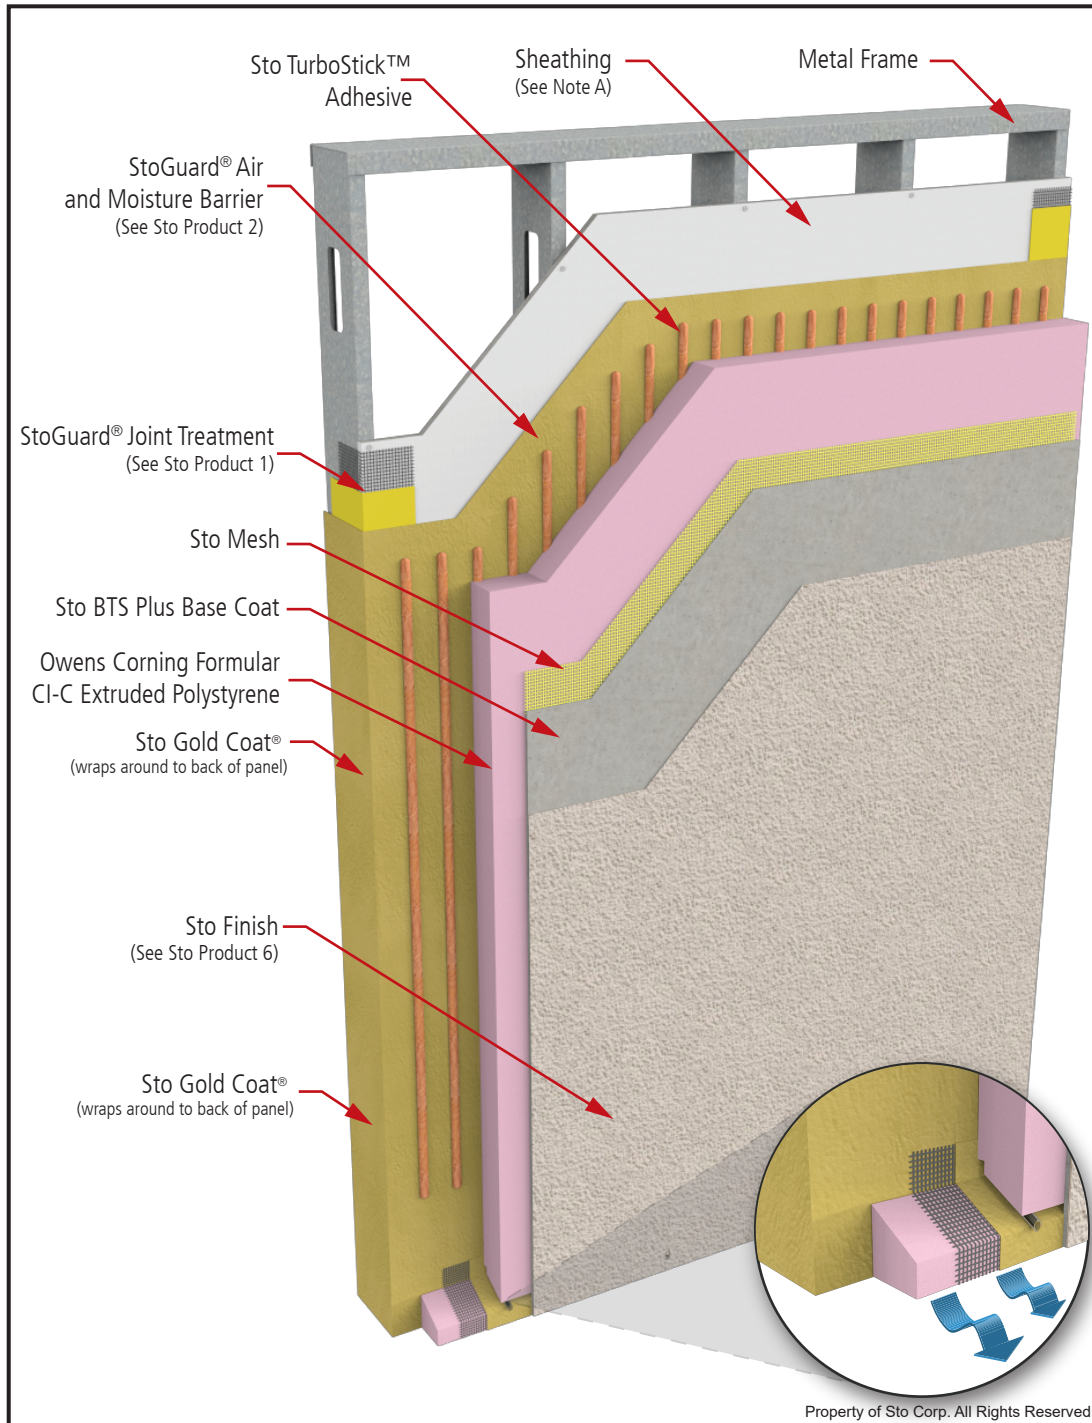 Sto TurboStick™
Adhesive
Sheathing
(See Note A)
Metal Frame
StoGuard® Air
and Moisture Barrier
(See Sto Product 2)
StoGuard® Joint Treatment
(See Sto Product 1)
Sto Mesh
Sto BTS Plus Base Coat
Owens Corning Formular
CI-C Extruded Polystyrene
Sto Gold Coat®
(wraps around to back of panel)
Sto Finish
(See Sto Product 6)
Sto Gold Coat®
(wraps around to back of panel)
Property of Sto Corp. All Rights Reserved